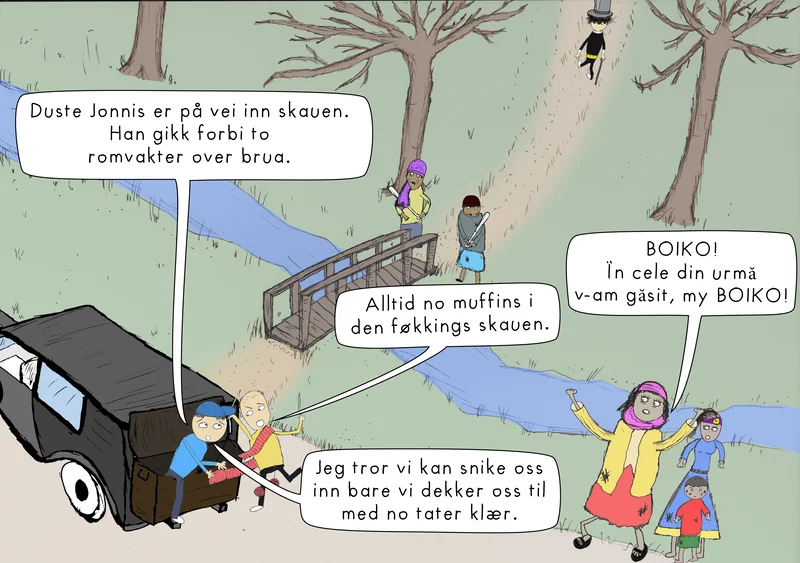 Duste Jonnis er på vei inn skauen.
Han gikk forbi to
romvakter over brua.
Alltid no muffins i
den føkkings skauen.
BOIKO!
Ïn cele din urmă
v-am găsit, my BOIKO!
Jeg tror vi kan snike oss
inn bare vi dekker oss til
med no tater klær.